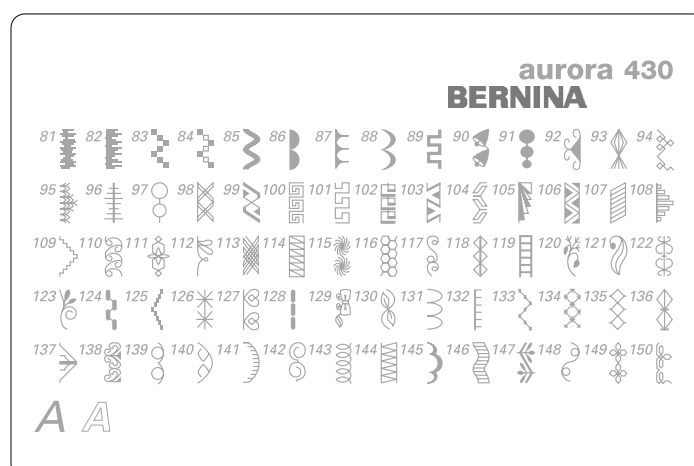 aurora 430
BERNINA
81 82 83 84 85 86 87 88 89 90 91 92 93 94
95 96 97 98 99 100 101 102 103 104 105 106 107 108
109 110 111 112 113 114 115 116 117 118 119 120 121 122
123 124 125 126 127 128 129 130 131 132 133 134 135 136
137 138 139 140 141 142 143 144 145 146 147 148 149 150
A A